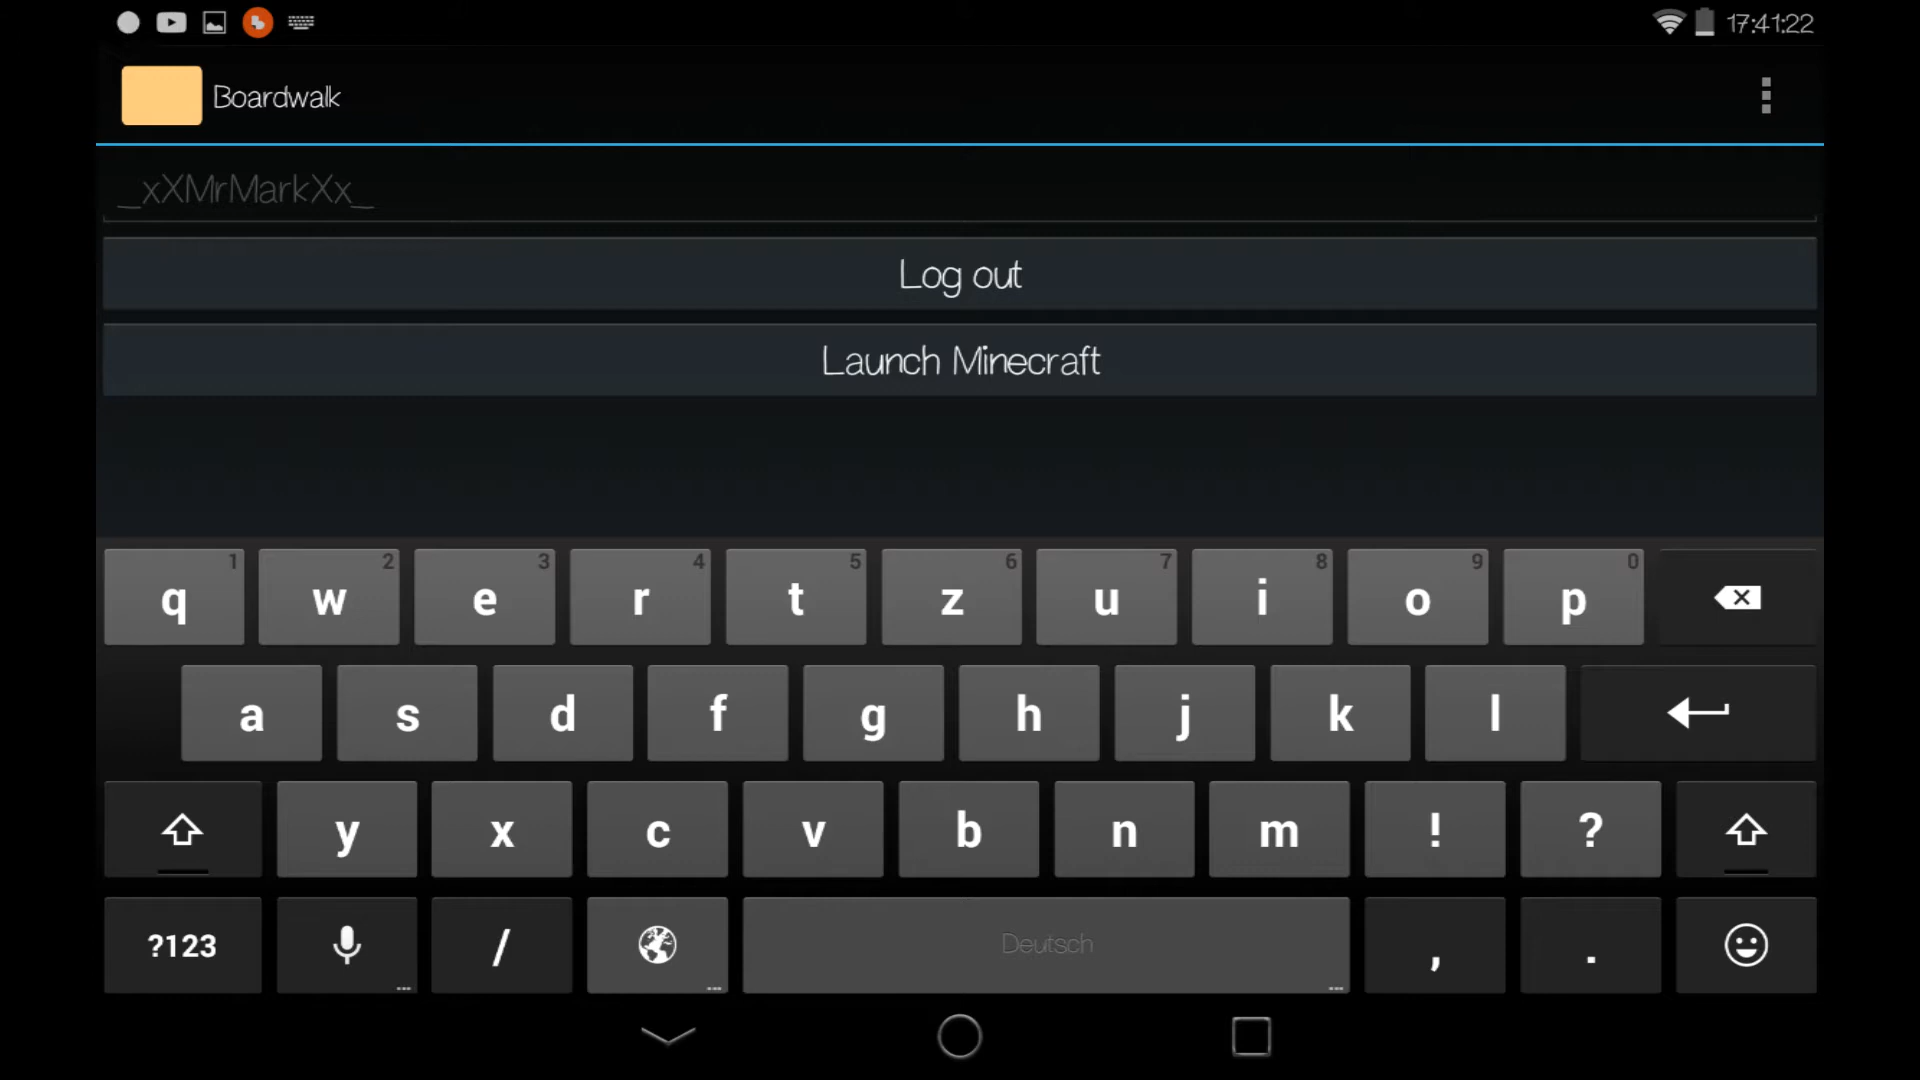 17:41:22
Boardwalk
_xXMrMarkXx_
Log out
Launch Minecraft
q 1 w 2 e 3 r 4 t 5 z 6 u 7 i 8 o 9 p 0
a s d f g h j k l
y x c v b n m ! ?
?123 / Deutsch , .